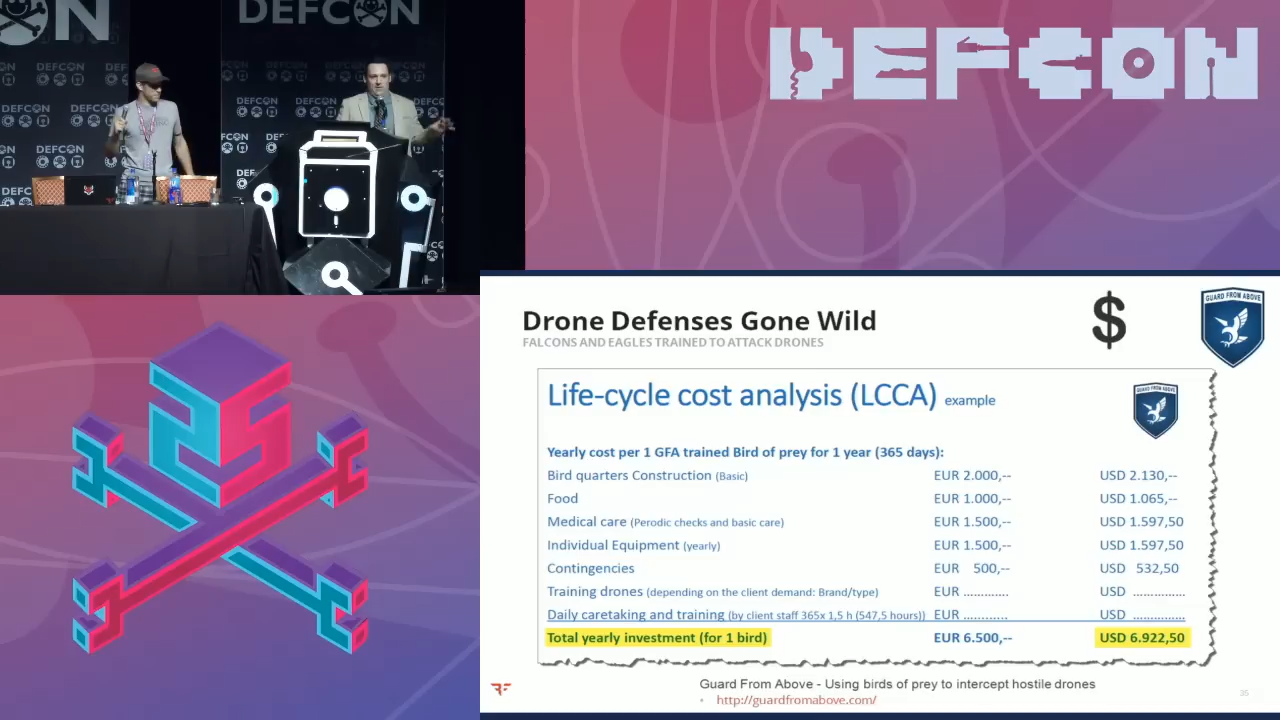 DEFCON
DEFCON
Drone Defenses Gone Wild
FALCONS AND EAGLES TRAINED TO ATTACK DRONES
$
GUARD FROM ABOVE
Life-cycle cost analysis (LCCA) example
Yearly cost per 1 GFA trained Bird of prey for 1 year (365 days):
Bird quarters Construction (Basic) EUR 2.000,-- USD 2.130,--
Food EUR 1.000,-- USD 1.065,--
Medical care (Perodic checks and basic care) EUR 1.500,-- USD 1.597,50
Individual Equipment (yearly) EUR 1.500,-- USD 1.597,50
Contingencies EUR 500,-- USD 532,50
Training drones (depending on the client demand: Brand/type) EUR ............. USD ...............
Daily caretaking and training (by client staff 365x 1,5 h (547,5 hours)) EUR ............. USD ...............
Total yearly investment (for 1 bird) EUR 6.500,-- USD 6.922,50
Guard From Above - Using birds of prey to intercept hostile drones
• http://guardfromabove.com/
35